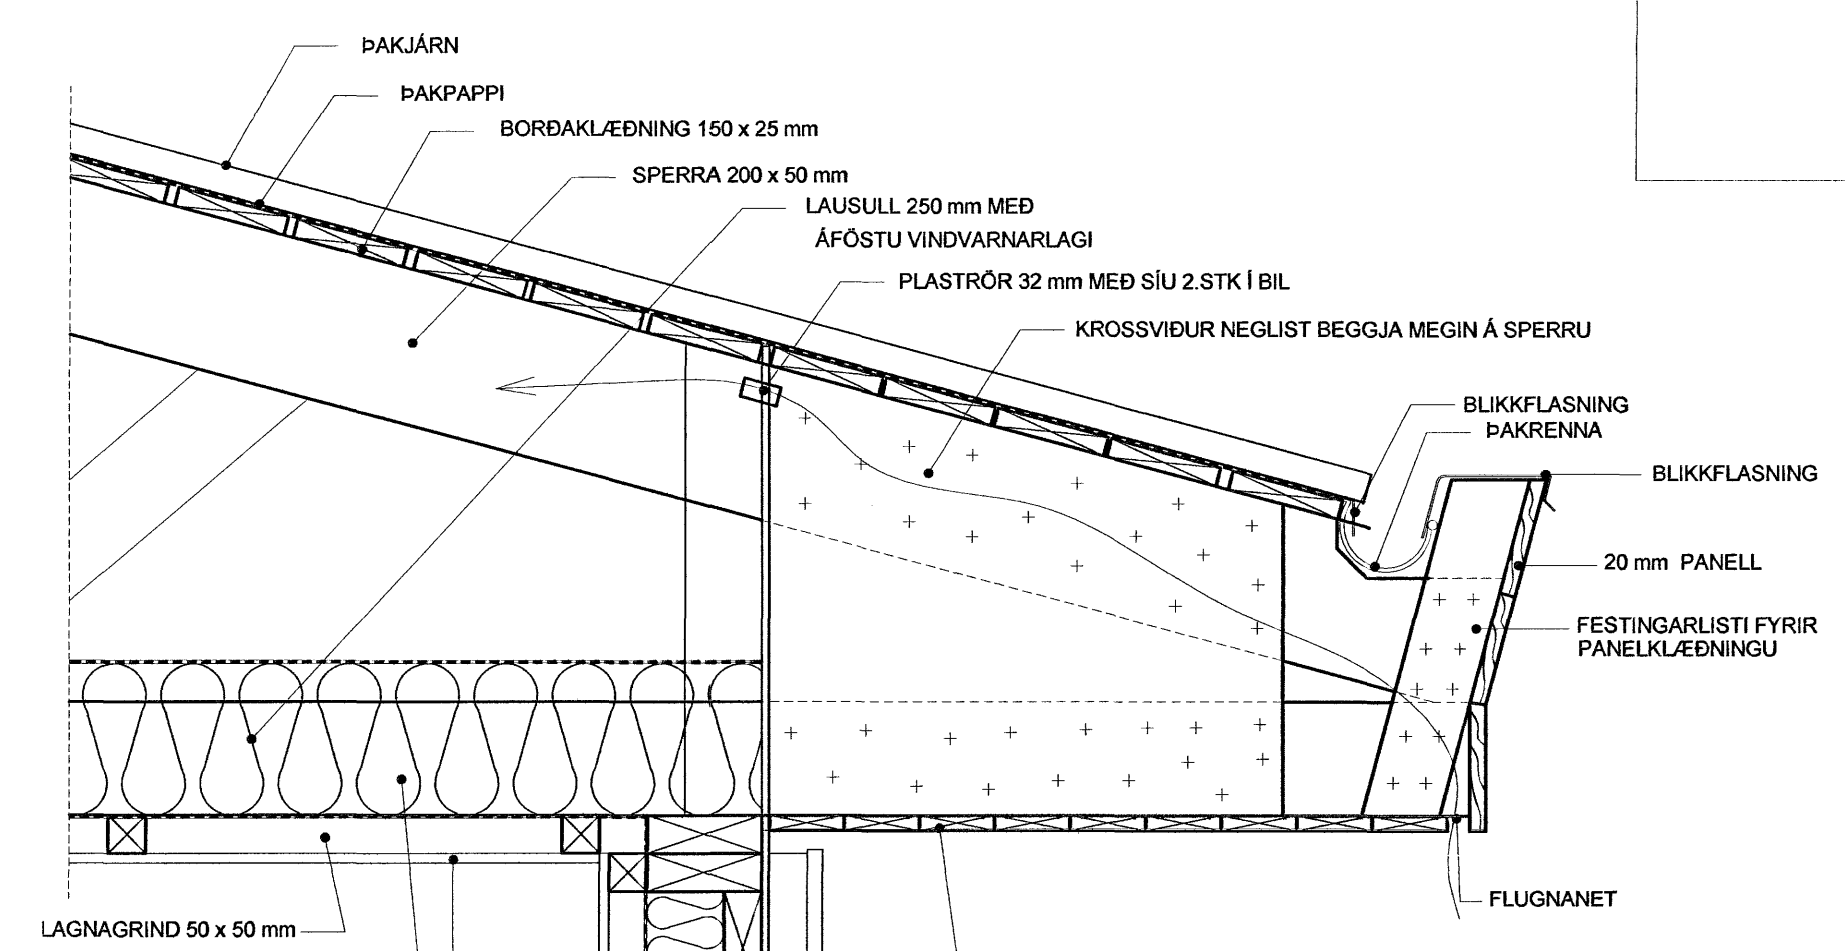 ÞAKJÁRN
ÞAKPAPPI
BORÐAKLÆÐNING 150 x 25 mm
SPERRA 200 x 50 mm
LAUSULL 250 mm MEÐ
ÁFÖSTU VINDVARNARLAGI
PLASTRÖR 32 mm MEÐ SÍU 2.STK Í BIL
KROSSVIÐUR NEGLIST BEGGJA MEGIN Á SPERRU
BLIKKFLASNING
ÞAKRENNA
BLIKKFLASNING
20 mm PANELL
FESTINGARLISTI FYRIR
PANELKLÆÐNINGU
FLUGNANET
LAGNAGRIND 50 x 50 mm